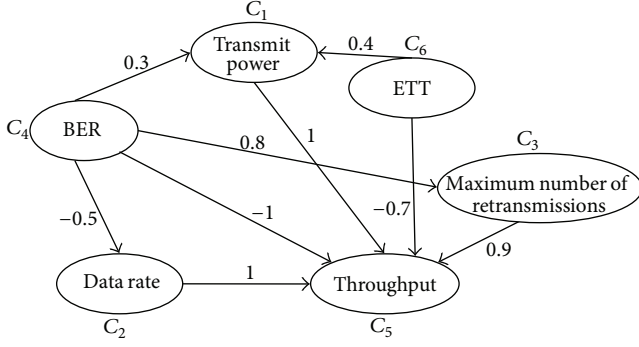 C1
Transmit
power
0.3
0.4
C6
ETT
C4
BER
0.8
1
C3
Maximum number of
retransmissions
−0.5
−1
−0.7
0.9
Data rate
1
Throughput
C2
C5